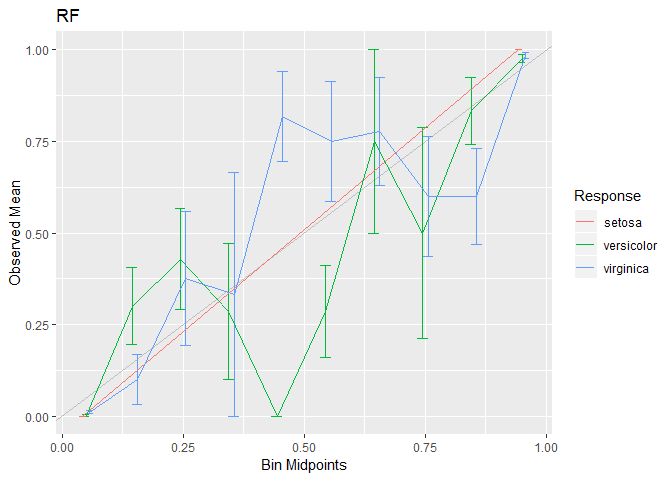 RF
1.00
0.75
0.50
0.25
0.00
Observed Mean
0.00 0.25 0.50 0.75 1.00
Bin Midpoints
Response
setosa
versicolor
virginica